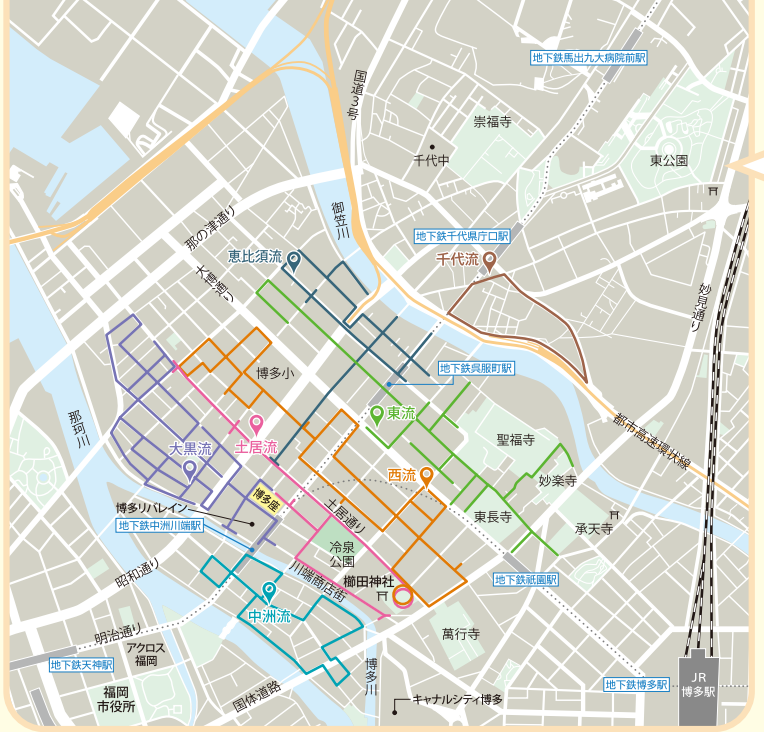 地下鉄馬出九大病院前駅
国道3号
崇福寺
千代中
東公園
御笠川
那の津通り
地下鉄千代県庁口駅
恵比須流
千代流
大博通り
妙見通り
地下鉄呉服町駅
博多小
東流
那珂川
土居流
大黒流
都市高速環状線
聖福寺
西流
妙楽寺
博多座
博多リバレイン
土居通り
東長寺
承天寺
地下鉄中洲川端駅
冷泉
公園
昭和通り
川端商店街
櫛田神社
地下鉄祇園駅
中洲流
明治通り
萬行寺
アクロス
福岡
地下鉄天神駅
博多川
地下鉄博多駅
JR
博多駅
福岡
市役所
国体道路
キャナルシティ博多